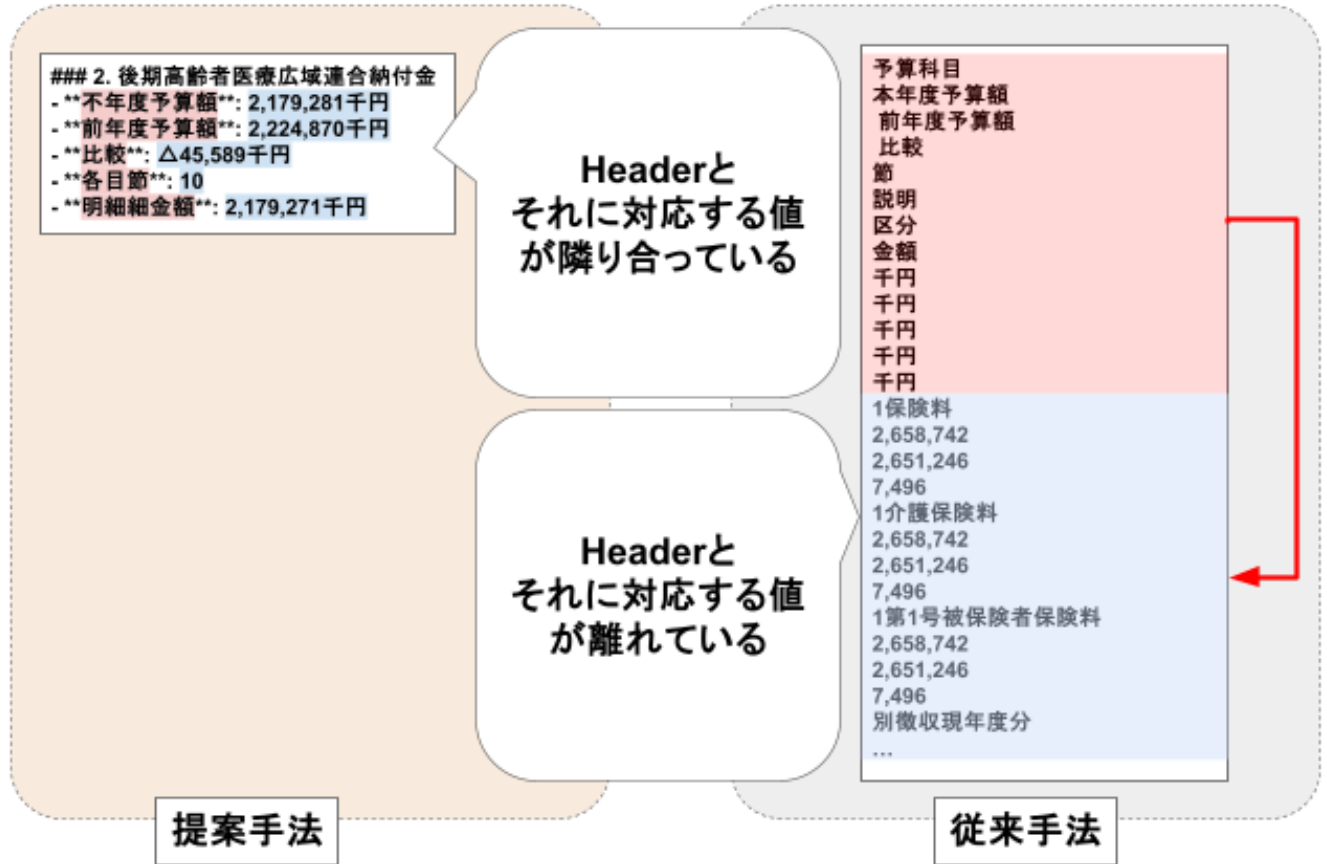 ### 2. 後期高齢者医療広域連合納付金
- **不年度予算額**: 2,179,281千円
- **前年度予算額**: 2,224,870千円
- **比較**: △45,589千円
- **各目節**: 10
- **明細細金額**: 2,179,271千円
Headerと
それに対応する値
が隣り合っている
Headerと
それに対応する値
が離れている
予算科目
本年度予算額
前年度予算額
比較
節
説明
区分
金額
千円
千円
千円
千円
千円
1保険料
2,658,742
2,651,246
7,496
1介護保険料
2,658,742
2,651,246
7,496
1第1号被保険者保険料
2,658,742
2,651,246
7,496
別徴収現年度分
...
提案手法
従来手法